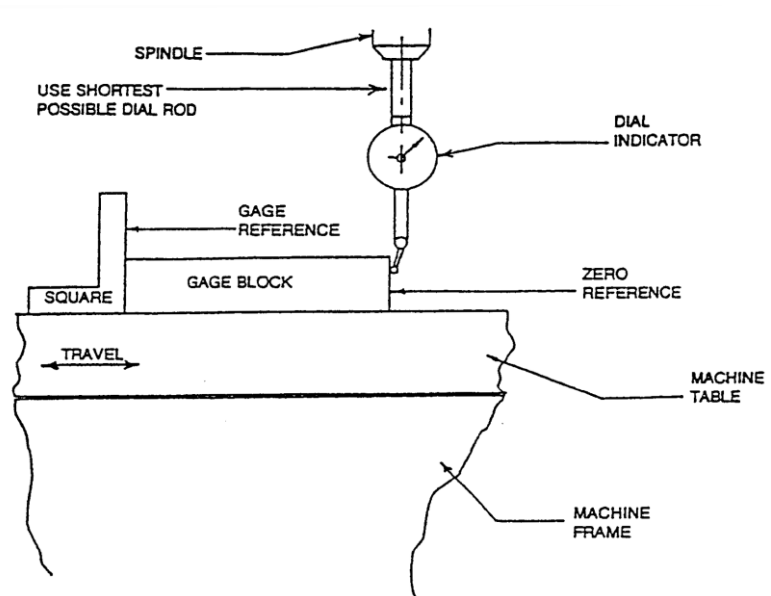 SPINDLE
USE SHORTEST
POSSIBLE DIAL ROD
DIAL
INDICATOR
GAGE
REFERENCE
ZERO
REFERENCE
GAGE BLOCK
SQUARE
TRAVEL
MACHINE
TABLE
MACHINE
FRAME